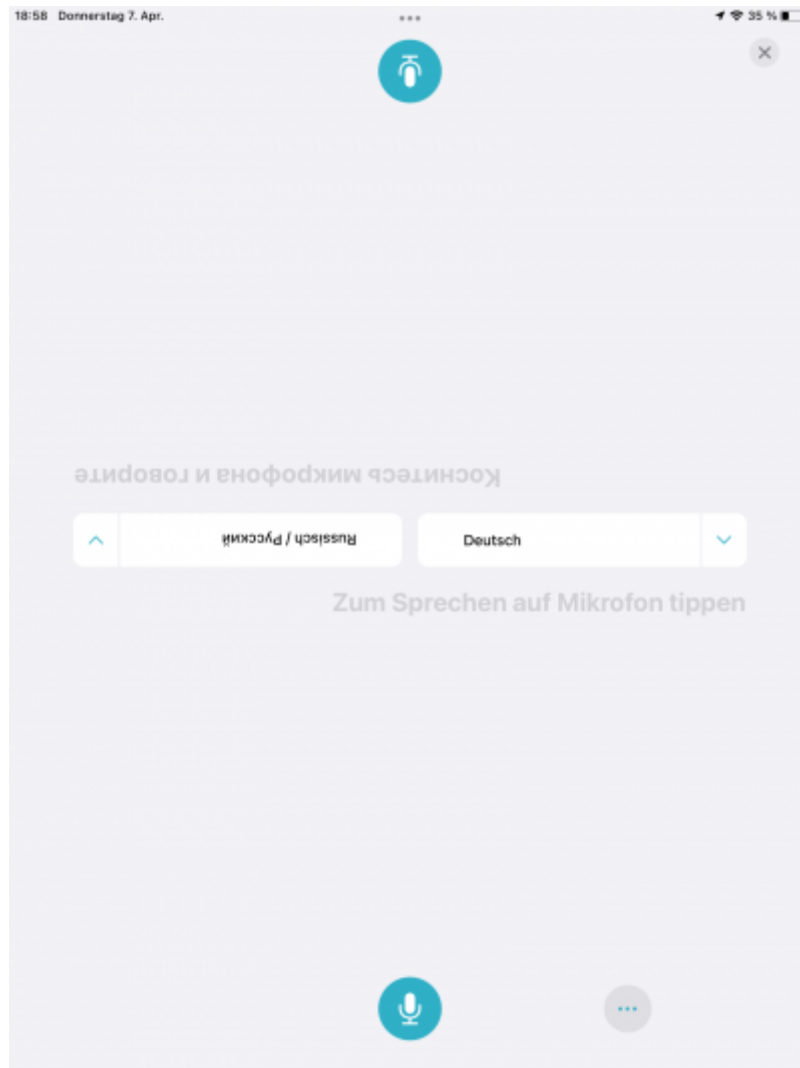 18:58 Donnerstag 7. Apr.
35 %
Коснитесь микрофона и говорите
Russisch / Русский
Deutsch
Zum Sprechen auf Mikrofon tippen